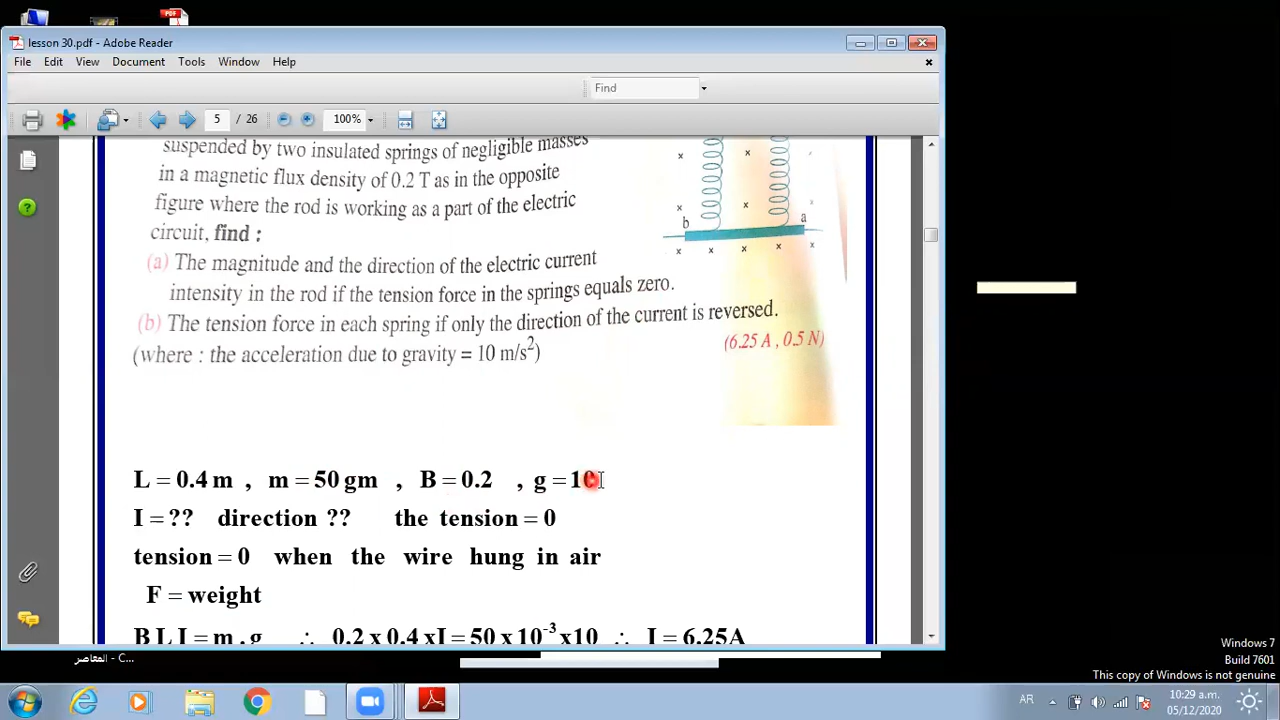 lesson 30.pdf - Adobe Reader
File Edit View Document Tools Window Help
Find
5 / 26 100%
suspended by two insulated springs of negligible masses
in a magnetic flux density of 0.2 T as in the opposite
figure where the rod is working as a part of the electric
circuit, find :
x x
x x
b a
x x x x x
(a) The magnitude and the direction of the electric current
intensity in the rod if the tension force in the springs equals zero.
(b) The tension force in each spring if only the direction of the current is reversed.
(where : the acceleration due to gravity = 10 m/s²)
(6.25 A , 0.5 N)
L = 0.4 m , m = 50 gm , B = 0.2 , g = 10
I = ?? direction ?? the tension = 0
tension = 0 when the wire hung in air
F = weight
B L I = m . g ∴ 0.2 x 0.4 xI = 50 x 10⁻³ x10 ∴ I = 6.25A
المعاصر - C...
Windows 7
Build 7601
This copy of Windows is not genuine
AR
10:29 a.m.
05/12/2020